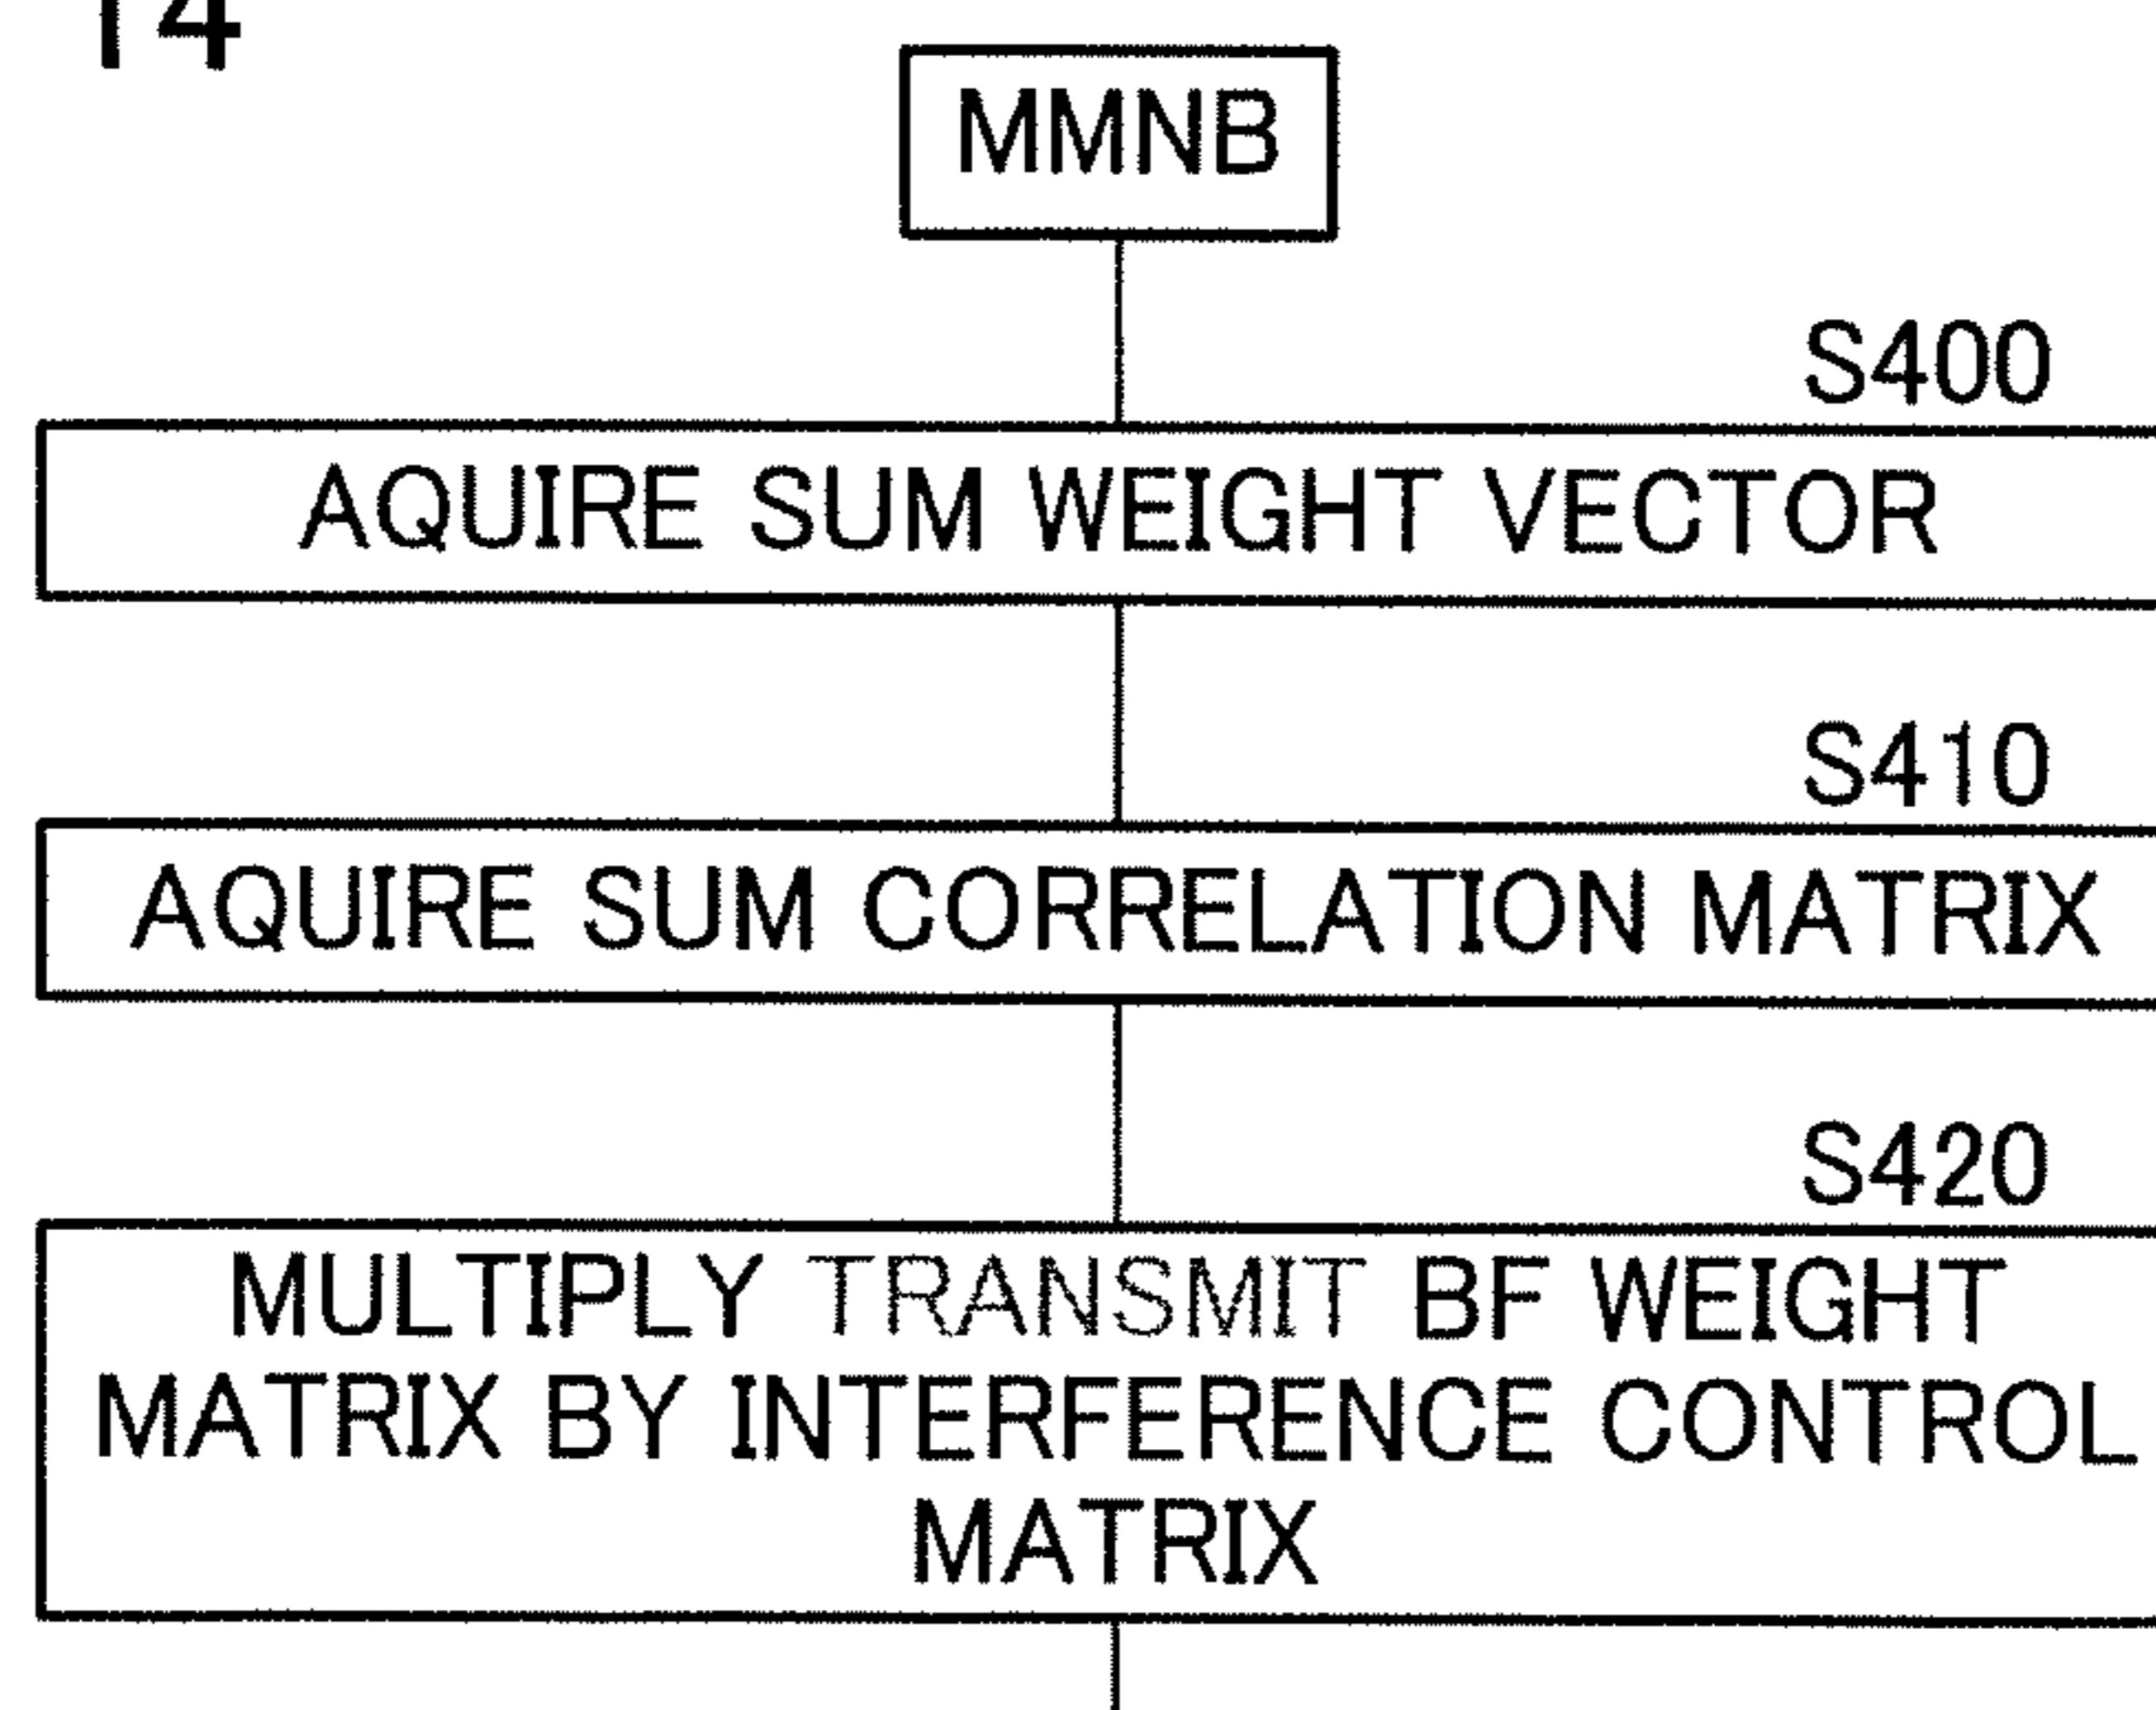 14
MMNB
S400
AQUIRE SUM WEIGHT VECTOR
S410
AQUIRE SUM CORRELATION MATRIX
S420
MULTIPLY TRANSMIT BF WEIGHT
MATRIX BY INTERFERENCE CONTROL
MATRIX